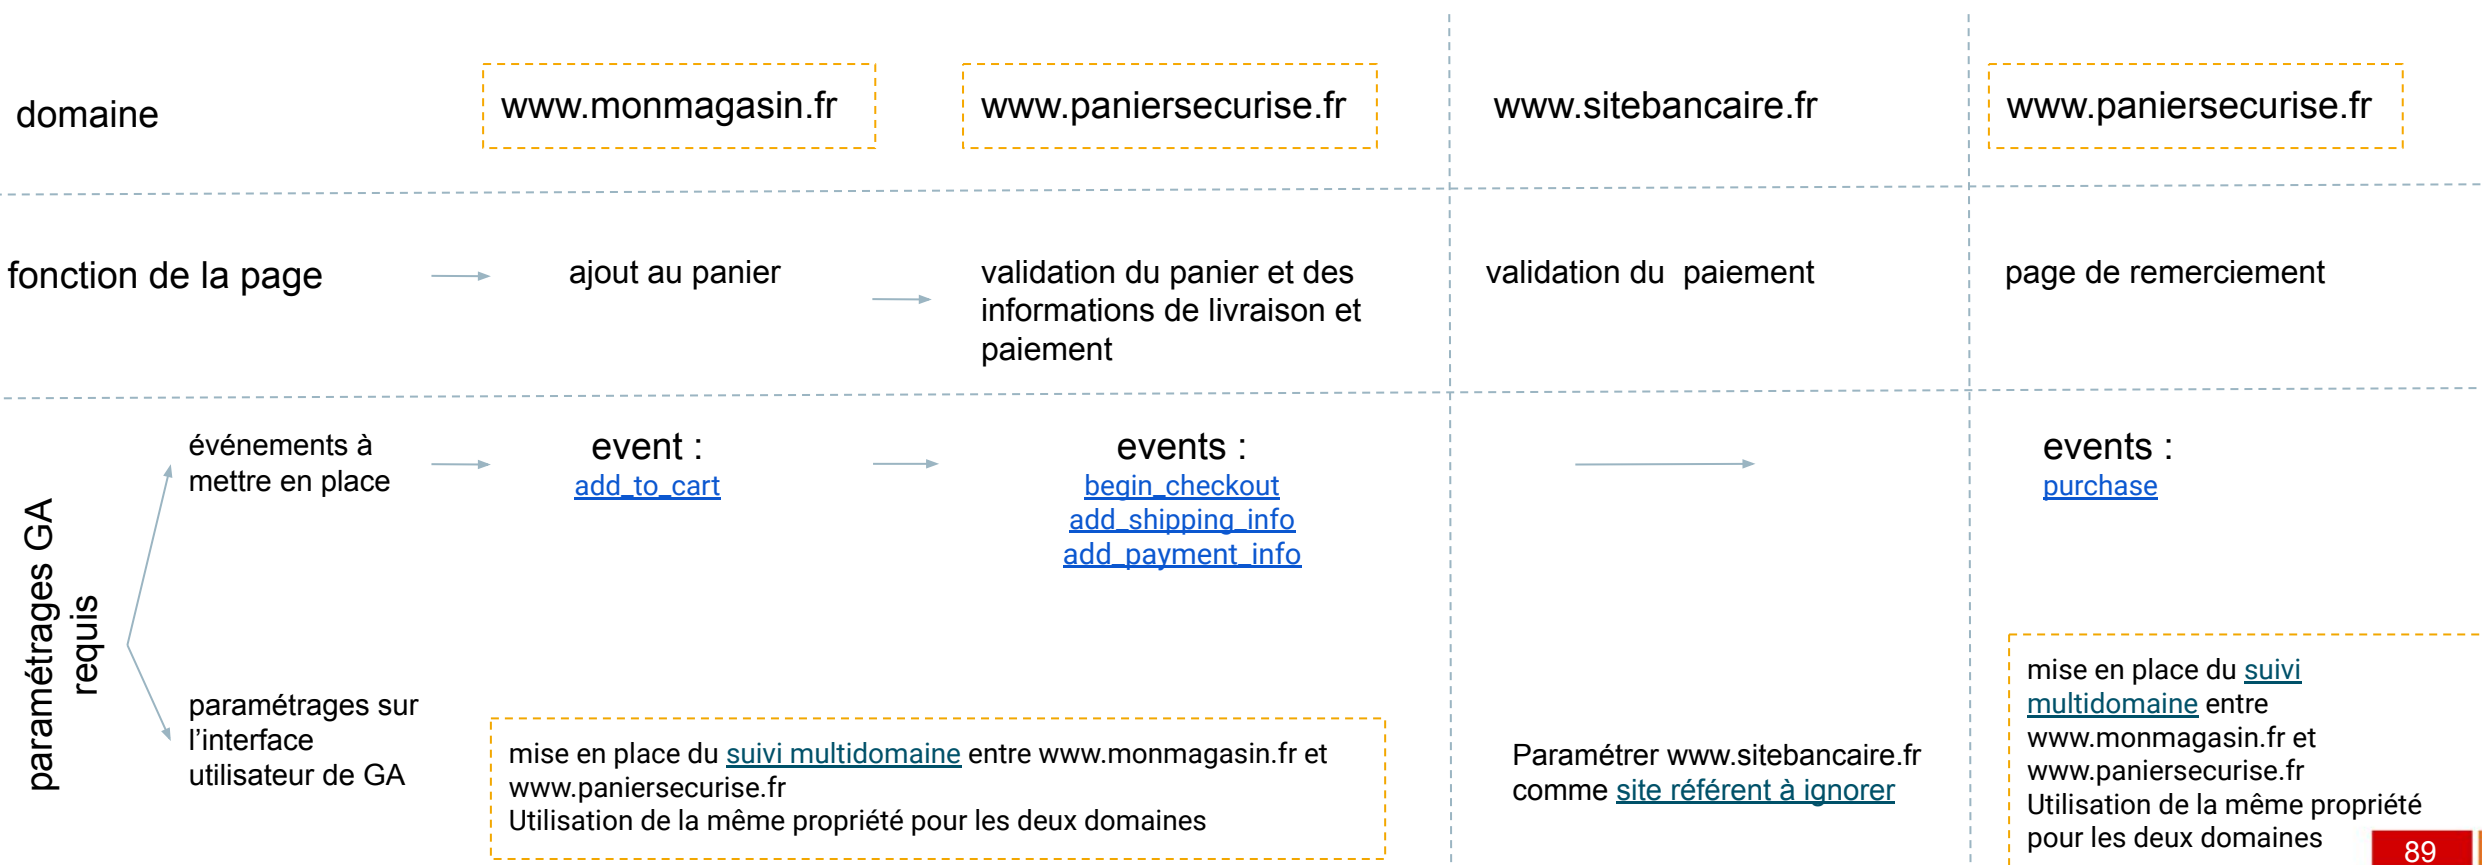 domaine
www.monmagasin.fr
www.paniersecurise.fr
www.sitebancaire.fr
www.paniersecurise.fr
fonction de la page
ajout au panier
validation du panier et des
informations de livraison et
paiement
validation du  paiement
page de remerciement
paramétrages GA
requis
événements à
mettre en place
event :
add_to_cart
events :
begin_checkout
add_shipping_info
add_payment_info
events :
purchase
paramétrages sur
l’interface
utilisateur de GA
mise en place du suivi multidomaine entre www.monmagasin.fr et
www.paniersecurise.fr
Utilisation de la même propriété pour les deux domaines
Paramétrer www.sitebancaire.fr
comme site référent à ignorer
mise en place du suivi
multidomaine entre
www.monmagasin.fr et
www.paniersecurise.fr
Utilisation de la même propriété
pour les deux domaines
89